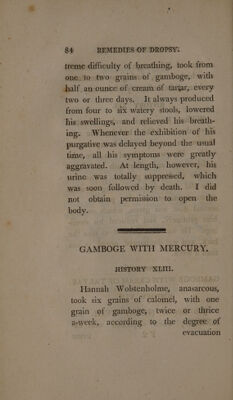 84 REMEDIES OF DROPSY.
treme difficulty of breathing, took from
one to two grains of gamboge, with
half an ounce of cream of tartar, every
two or three days. It always produced
from four to six watery stools, lowered
his swellings, and relieved his breath-
ing. Whenever the exhibition of his
purgative was delayed beyond the usual
time, all his symptoms were greatly
aggravated. At length, however, his
urine was totally suppressed, which
was soon followed by death. I did
not obtain permission to open the
body.
GAMBOGE WITH MERCURY.
HISTORY XLIII.
Hannah Wolstenholme, anasarcous,
took six grains of calomel, with one
grain of gamboge, twice or thrice
a-week, according to the degree of
evacuation